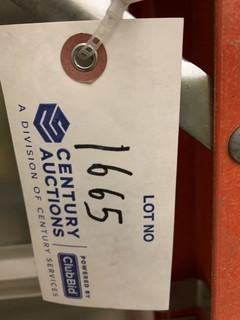 LOT NO
1665
CENTURY
AUCTIONS
A DIVISION OF CENTURY SERVICES
POWERED BY
ClubBid